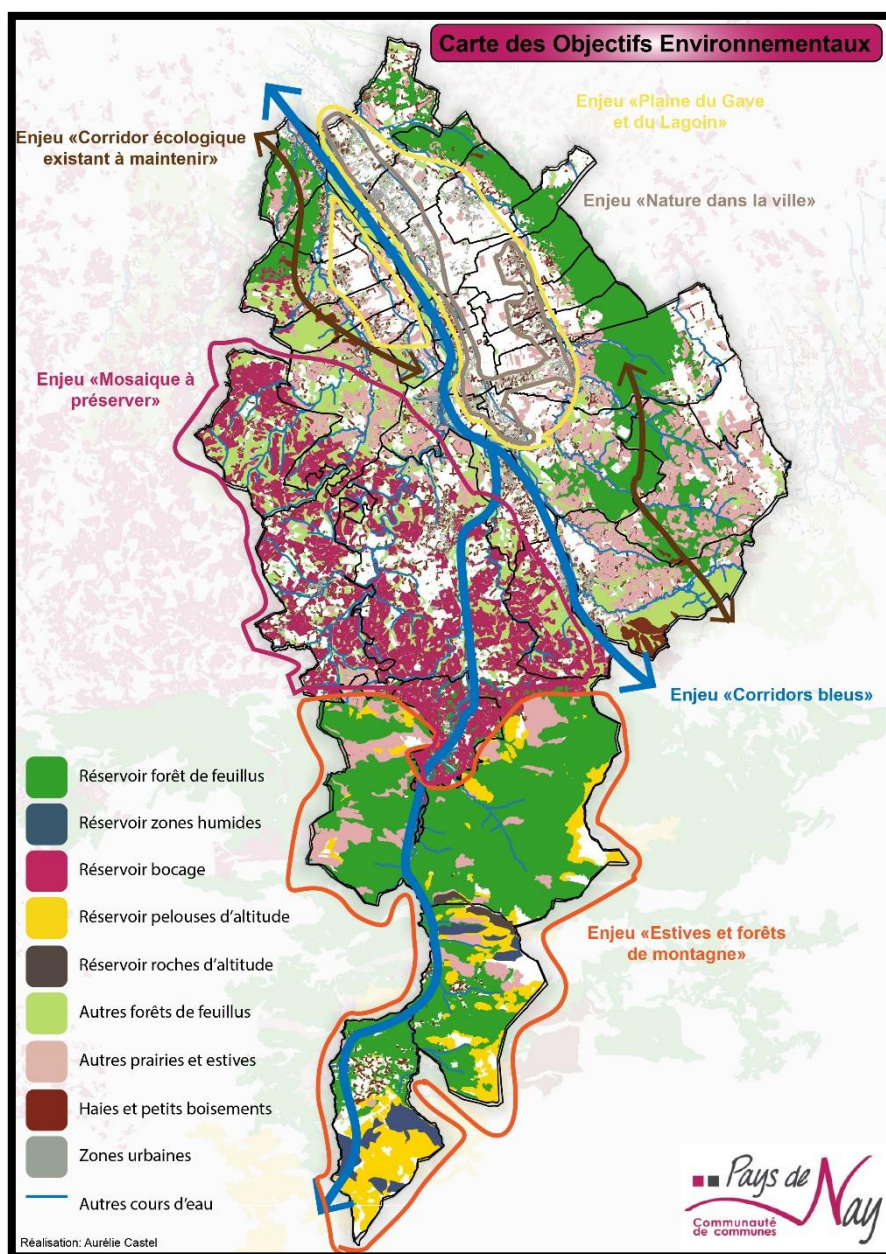 Carte des Objectifs Environnementaux
Enjeu «Plaine du Gave
et du Lagoin»
Enjeu «Corridor écologique
existant à maintenir»
Enjeu «Nature dans la ville»
Enjeu «Mosaique à
préserver»
Enjeu «Corridors bleus»
Réservoir forêt de feuillus
Réservoir zones humides
Réservoir bocage
Réservoir pelouses d'altitude
Réservoir roches d'altitude
Autres forêts de feuillus
Autres prairies et estives
Haies et petits boisements
Zones urbaines
Autres cours d'eau
Enjeu «Estives et forêts
de montagne»
Pays de Nay
Communauté
de communes
Réalisation: Aurélie Castel